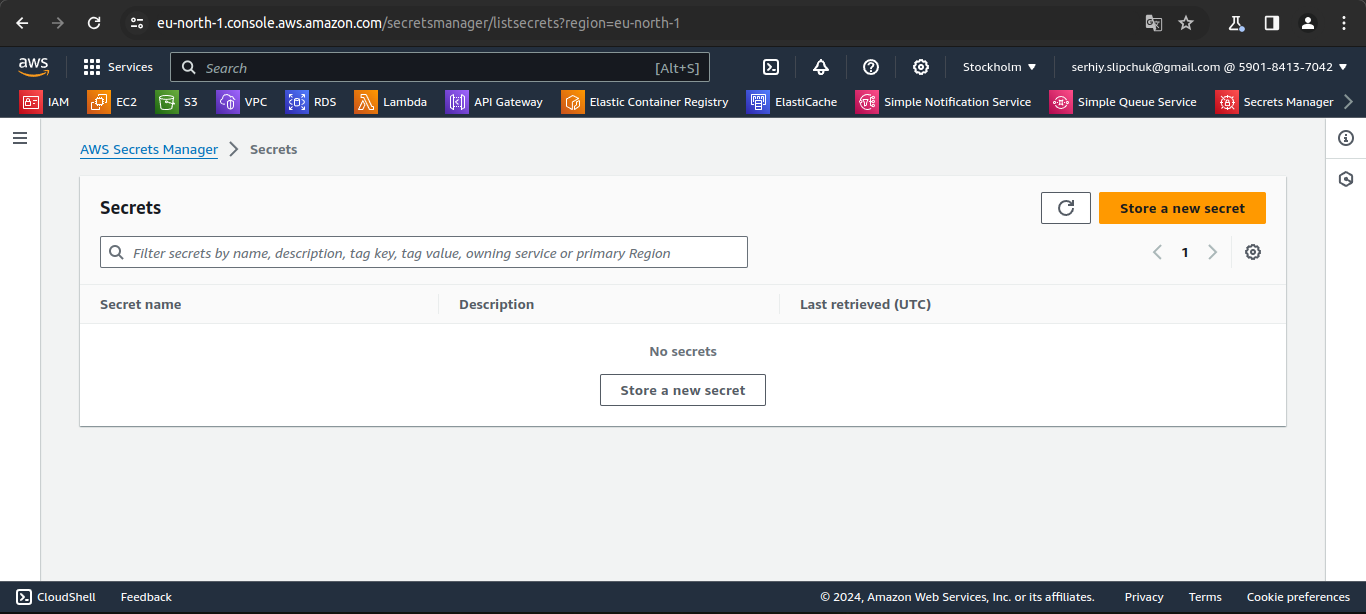 eu-north-1.console.aws.amazon.com/secretsmanager/listsecrets?region=eu-north-1
aws Services Search [Alt+S] Stockholm serhiy.slipchuk@gmail.com @ 5901-8413-7042
IAM EC2 S3 VPC RDS Lambda API Gateway Elastic Container Registry ElastiCache Simple Notification Service Simple Queue Service Secrets Manager
AWS Secrets Manager Secrets
Secrets Store a new secret
Filter secrets by name, description, tag key, tag value, owning service or primary Region 1
Secret name Description Last retrieved (UTC)
No secrets
Store a new secret
CloudShell Feedback © 2024, Amazon Web Services, Inc. or its affiliates. Privacy Terms Cookie preferences